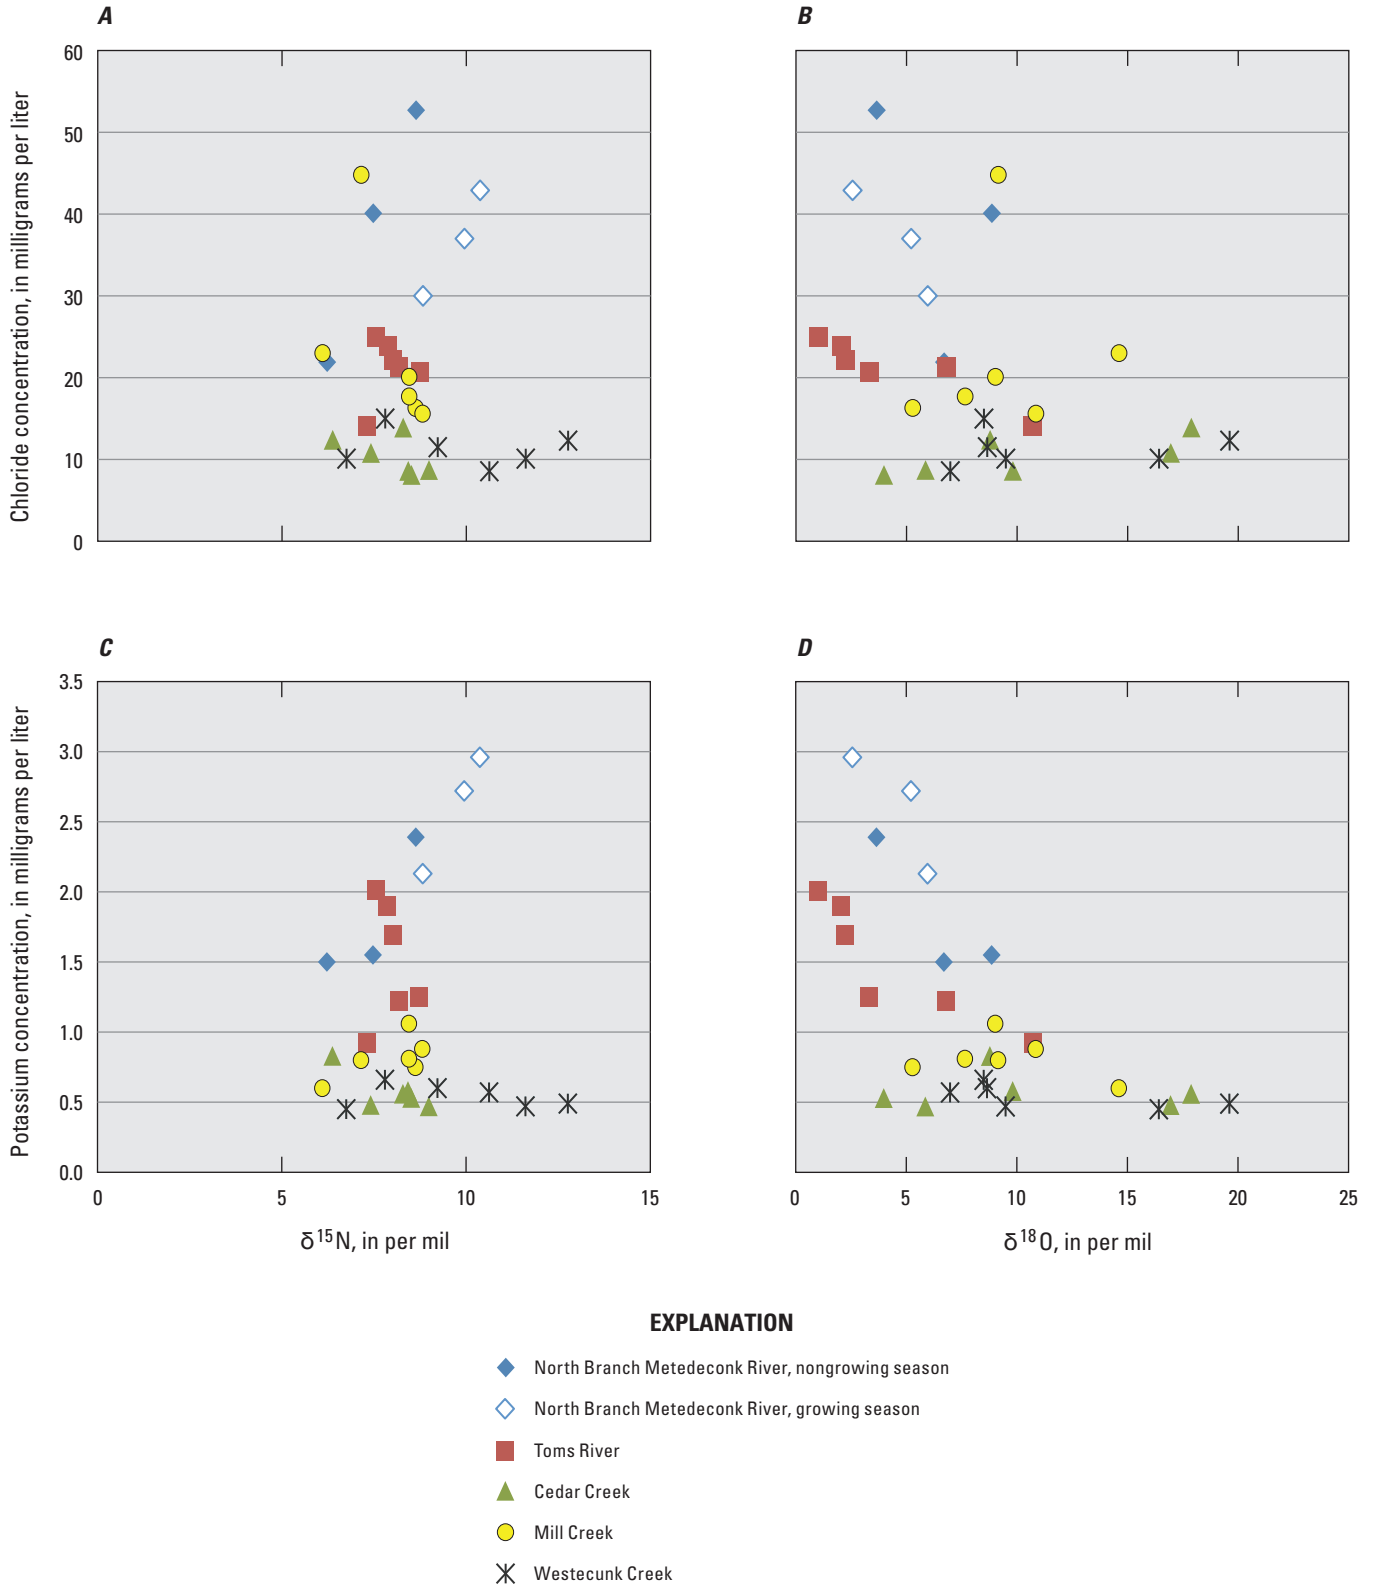 A
B
60
50
40
30
20
10
0
Chloride concentration, in milligrams per liter
C
D
3.5
3.0
2.5
2.0
1.5
1.0
0.5
0.0
Potassium concentration, in milligrams per liter
0 5 10 15
0 5 10 15 20 25
δ¹⁵N, in per mil
δ¹⁸O, in per mil
EXPLANATION
North Branch Metedeconk River, nongrowing season
North Branch Metedeconk River, growing season
Toms River
Cedar Creek
Mill Creek
Westecunk Creek